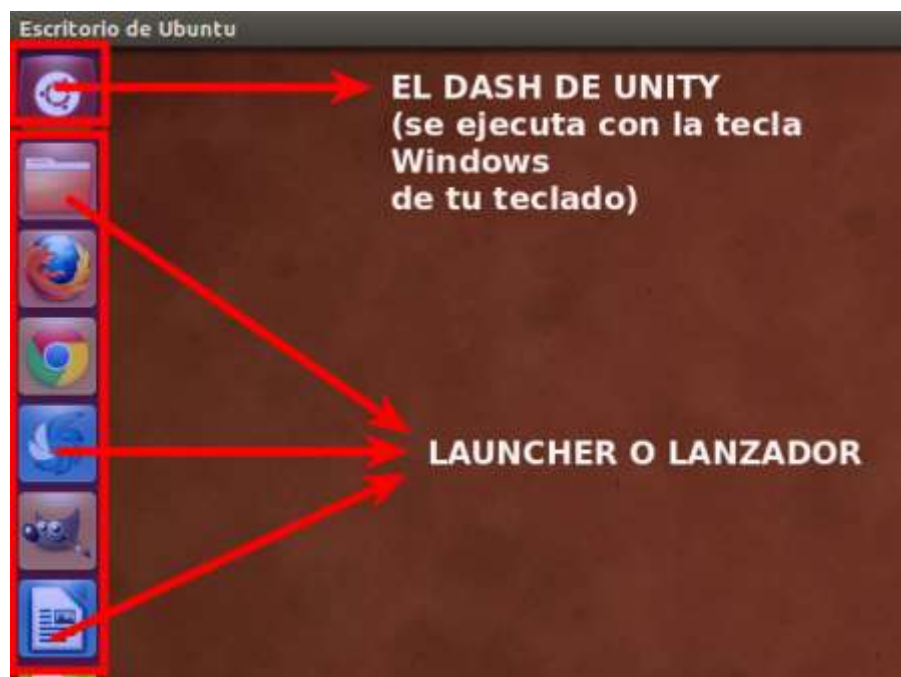 Escritorio de Ubuntu
EL DASH DE UNITY
(se ejecuta con la tecla
Windows
de tu teclado)
LAUNCHER O LANZADOR